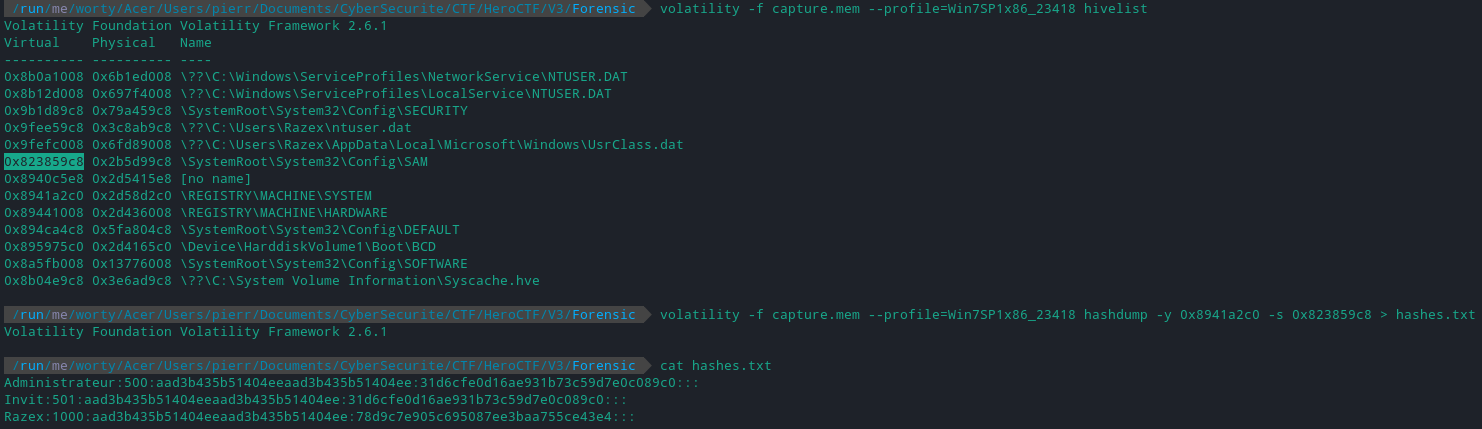 /run/me/worty/Acer/Users/pierr/Documents/CyberSecurite/CTF/HeroCTF/V3/Forensic volatility -f capture.mem --profile=Win7SP1x86_23418 hivelist
Volatility Foundation Volatility Framework 2.6.1
Virtual    Physical   Name
---------- ---------- ----
0x8b0a1008 0x6b1ed008 \??\C:\Windows\ServiceProfiles\NetworkService\NTUSER.DAT
0x8b12d008 0x697f4008 \??\C:\Windows\ServiceProfiles\LocalService\NTUSER.DAT
0x9b1d89c8 0x79a459c8 \SystemRoot\System32\Config\SECURITY
0x9fee59c8 0x3c8ab9c8 \??\C:\Users\Razex\ntuser.dat
0x9fefc008 0x6fd89008 \??\C:\Users\Razex\AppData\Local\Microsoft\Windows\UsrClass.dat
0x823859c8 0x2b5d99c8 \SystemRoot\System32\Config\SAM
0x8940c5e8 0x2d5415e8 [no name]
0x8941a2c0 0x2d58d2c0 \REGISTRY\MACHINE\SYSTEM
0x89441008 0x2d436008 \REGISTRY\MACHINE\HARDWARE
0x894ca4c8 0x5fa804c8 \SystemRoot\System32\Config\DEFAULT
0x895975c0 0x2d4165c0 \Device\HarddiskVolume1\Boot\BCD
0x8a5fb008 0x13776008 \SystemRoot\System32\Config\SOFTWARE
0x8b04e9c8 0x3e6ad9c8 \??\C:\System Volume Information\Syscache.hve
/run/me/worty/Acer/Users/pierr/Documents/CyberSecurite/CTF/HeroCTF/V3/Forensic volatility -f capture.mem --profile=Win7SP1x86_23418 hashdump -y 0x8941a2c0 -s 0x823859c8 > hashes.txt
Volatility Foundation Volatility Framework 2.6.1
/run/me/worty/Acer/Users/pierr/Documents/CyberSecurite/CTF/HeroCTF/V3/Forensic cat hashes.txt
Administrateur:500:aad3b435b51404eeaad3b435b51404ee:31d6cfe0d16ae931b73c59d7e0c089c0:::
Invit:501:aad3b435b51404eeaad3b435b51404ee:31d6cfe0d16ae931b73c59d7e0c089c0:::
Razex:1000:aad3b435b51404eeaad3b435b51404ee:78d9c7e905c695087ee3baa755ce43e4:::